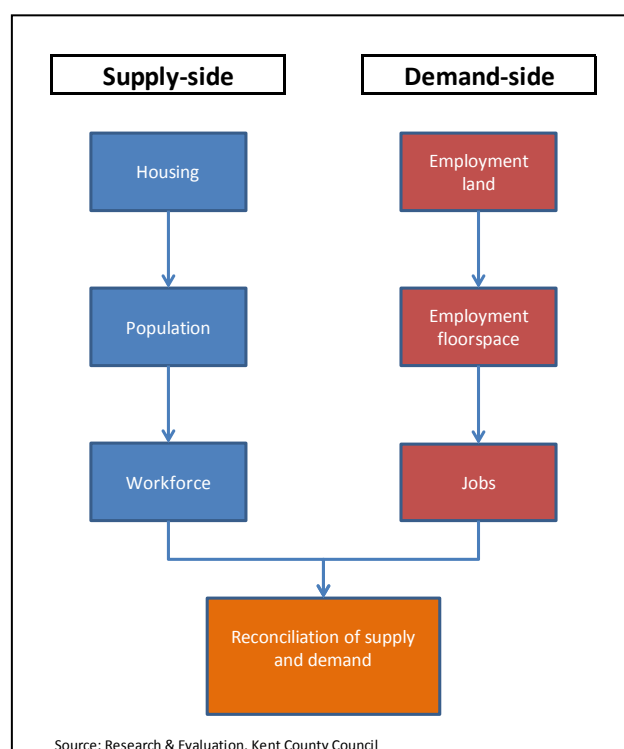 Supply-side
Demand-side
Housing
Employment
land
Population
Employment
floorspace
Workforce
Jobs
Reconciliation of supply
and demand
Source: Research & Evaluation, Kent County Council